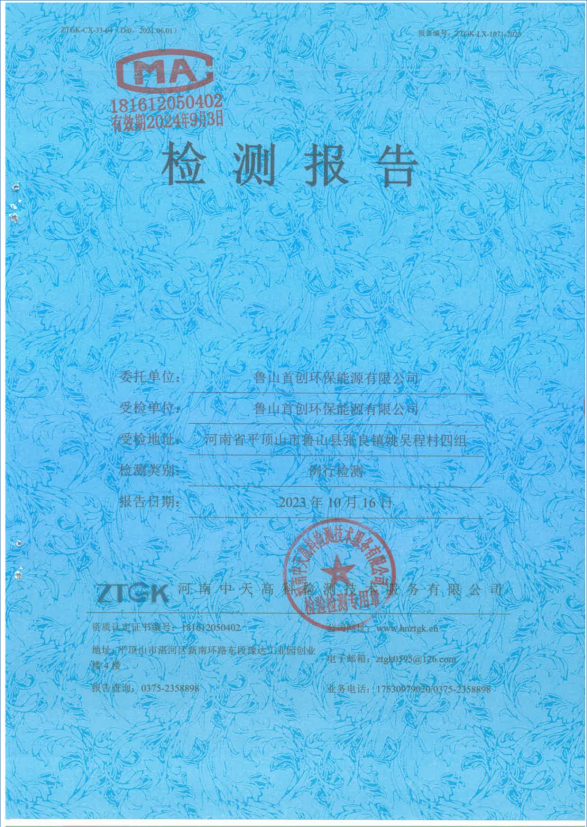 ZTGK-CX-35-04（D/0- 2021.06.01）
报告编号：ZTGK-LX-1071-2023
MA
181612050402
有效期2024年9月3日
检测报告
委托单位：鲁山首创环保能源有限公司
受检单位：鲁山首创环保能源有限公司
受检地址：河南省平顶山市鲁山县张良镇姚吴程村四组
检测类别：例行检测
报告日期：2023 年 10 月 16 日
河南中天高科检测技术服务有限公司
检验检测专用章
ZTGK 河南中天高科检测技术服务有限公司
资质认定证书编号：181612050402
网址：www.hnztgk.cn
地址：平顶山市湛河区新南环路东段臻达工业园创业
楼 4 楼
电子邮箱：ztgk0595@126.com
报告查询：0375-2358898
业务电话：17530979020/0375-2358898